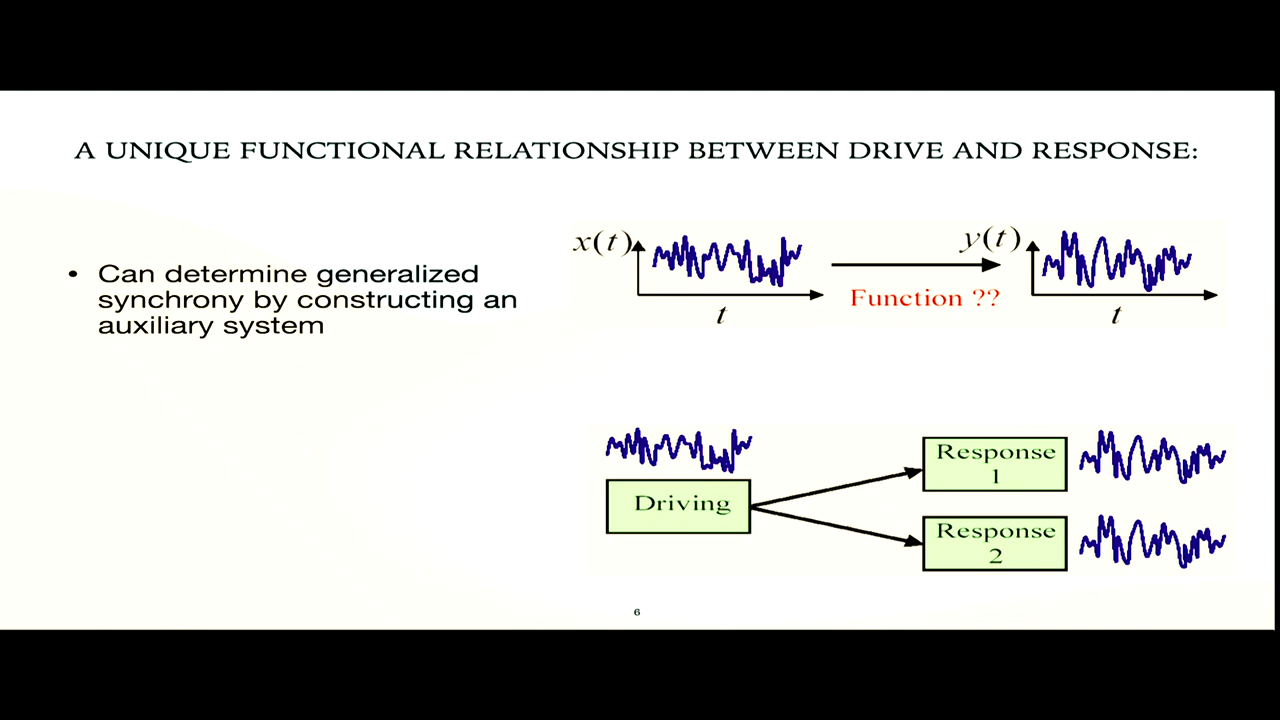 A UNIQUE FUNCTIONAL RELATIONSHIP BETWEEN DRIVE AND RESPONSE:
• Can determine generalized
synchrony by constructing an
auxiliary system
x(t)
t
Function ??
y(t)
t
Driving
Response
1
Response
2
6